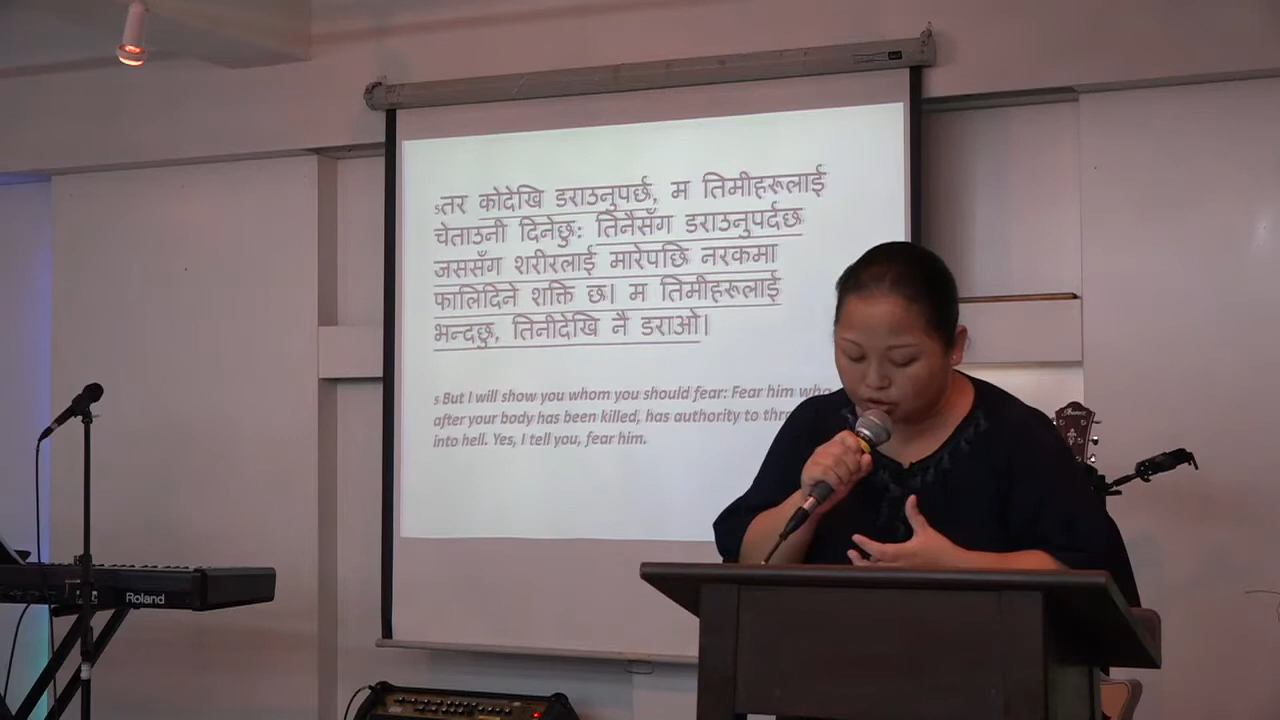 5तर कोदेखि डराउनुपर्छ, म तिमीहरूलाई
चेताउनी दिनेछुः तिनैसँग डराउनुपर्दछ
जससँग शरीरलाई मारेपछि नरकमा
फालिदिने शक्ति छ। म तिमीहरूलाई
भन्दछु, तिनीदेखि नै डराओ।
5 But I will show you whom you should fear: Fear him who
after your body has been killed, has authority to
into hell. Yes, I tell you, fear him.
Ibanez
Roland